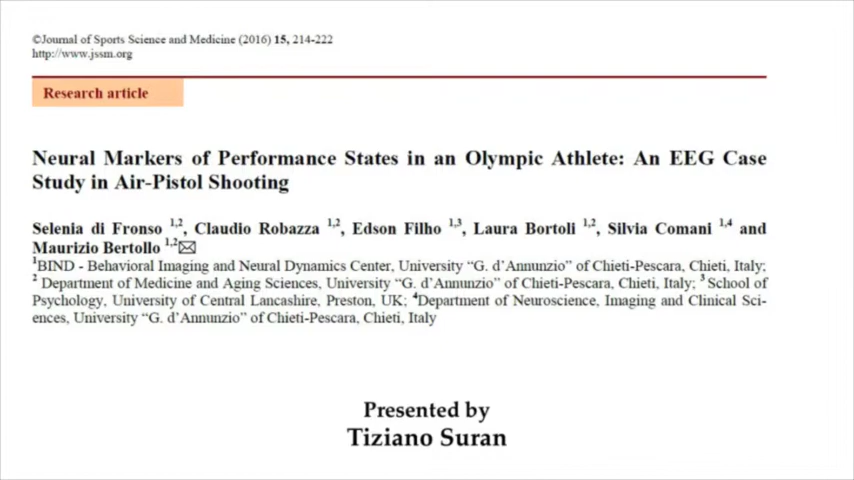 ©Journal of Sports Science and Medicine (2016) 15, 214-222
http://www.jssm.org
Research article
Neural Markers of Performance States in an Olympic Athlete: An EEG Case
Study in Air-Pistol Shooting
Selenia di Fronso 1,2, Claudio Robazza 1,2, Edson Filho 1,3, Laura Bortoli 1,2, Silvia Comani 1,4 and
Maurizio Bertollo 1,2✉
1BIND - Behavioral Imaging and Neural Dynamics Center, University “G. d’Annunzio” of Chieti-Pescara, Chieti, Italy;
2 Department of Medicine and Aging Sciences, University “G. d’Annunzio” of Chieti-Pescara, Chieti, Italy; 3 School of
Psychology, University of Central Lancashire, Preston, UK; 4Department of Neuroscience, Imaging and Clinical Sci-
ences, University “G. d’Annunzio” of Chieti-Pescara, Chieti, Italy
Presented by
Tiziano Suran